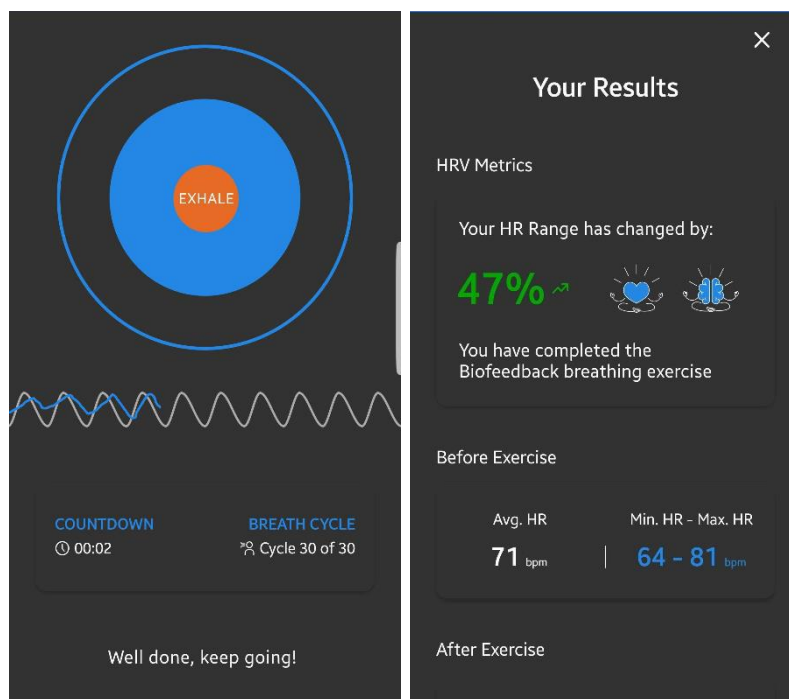 EXHALE
COUNTDOWN
00:02
BREATH CYCLE
Cycle 30 of 30
Well done, keep going!
Your Results
HRV Metrics
Your HR Range has changed by:
47%
You have completed the
Biofeedback breathing exercise
Before Exercise
Avg. HR
71 bpm
Min. HR - Max. HR
64 - 81 bpm
After Exercise